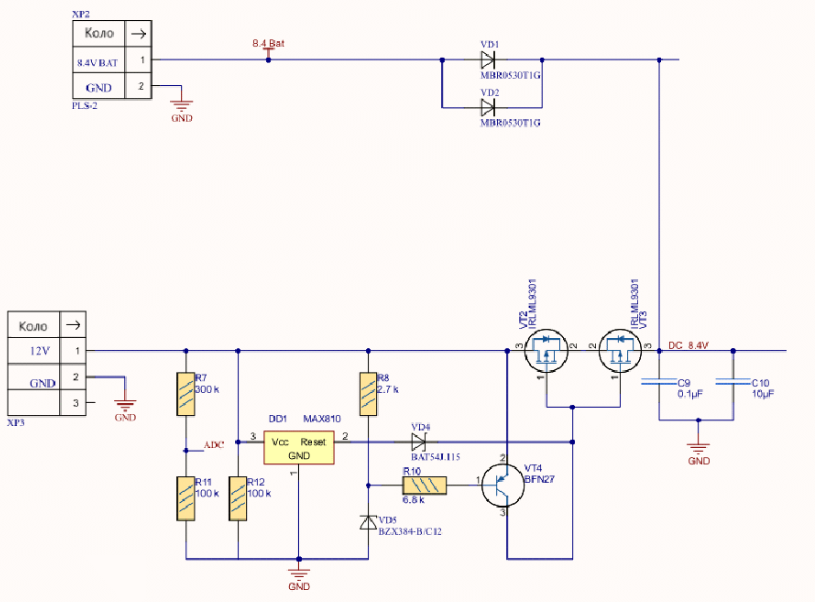 XP2
Коло
8.4V BAT 1
GND 2
PLS-2
GND
8.4 Bat
VD1
MBR0530T1G
VD2
MBR0530T1G
Коло
12V 1
GND 2
3
XP3
GND
R7
300 k
ADC
R11
100 k
R12
100 k
DD1 MAX810
3 Vcc Reset 2
GND
1
GND
R8
2.7 k
VD4
BAT54J.115
R10
6.8 k
VD5
BZX384-B/C12
VT4
BFN27
1
2
3
VT2
IRLML9301
3 2
1
IRLML9301
VT3
2 3
1
DC 8.4V
C9
0.1µF
C10
10µF
GND